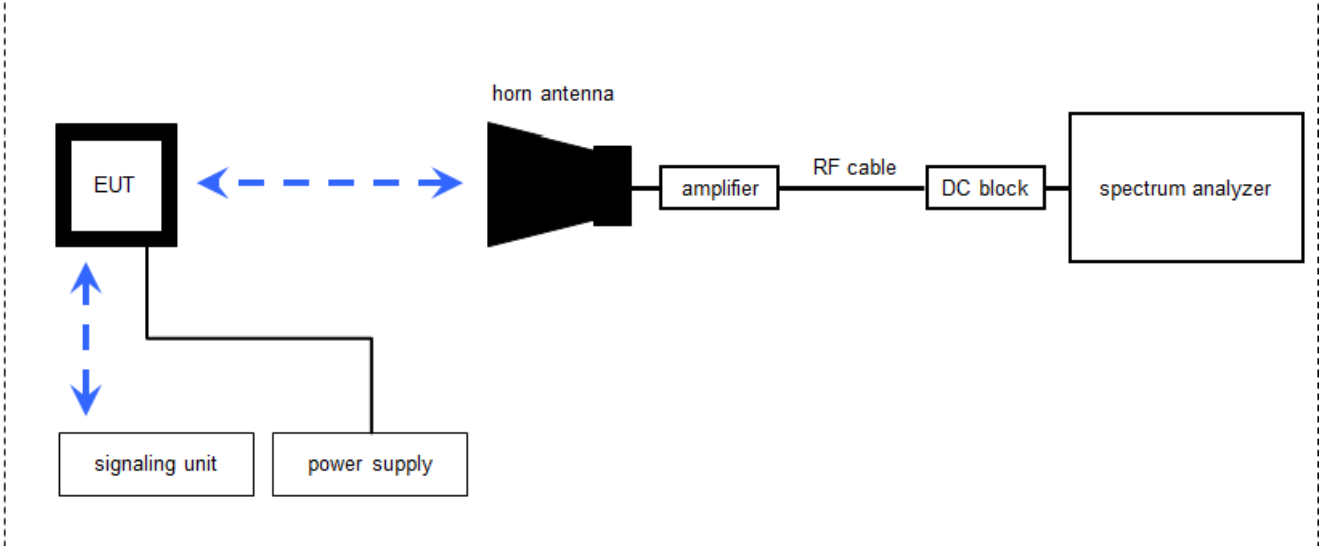 horn antenna
EUT
amplifier
RF cable
DC block
spectrum analyzer
signaling unit
power supply